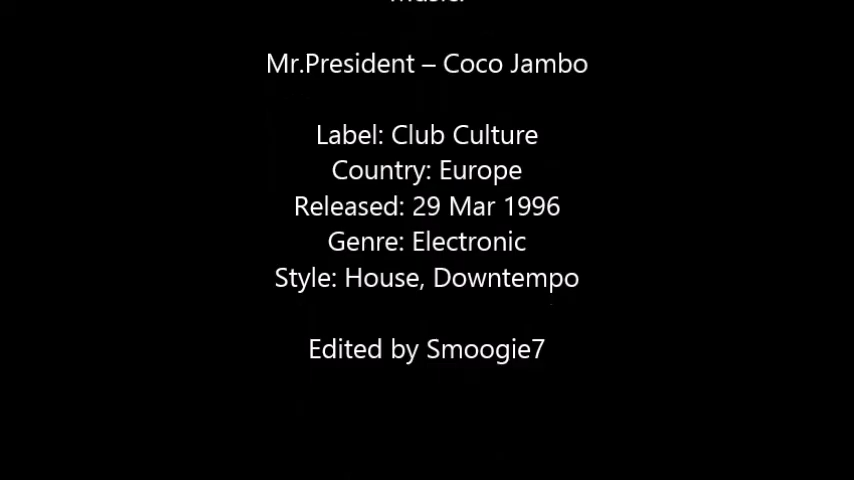 Mr.President – Coco Jambo
Label: Club Culture
Country: Europe
Released: 29 Mar 1996
Genre: Electronic
Style: House, Downtempo
Edited by Smoogie7